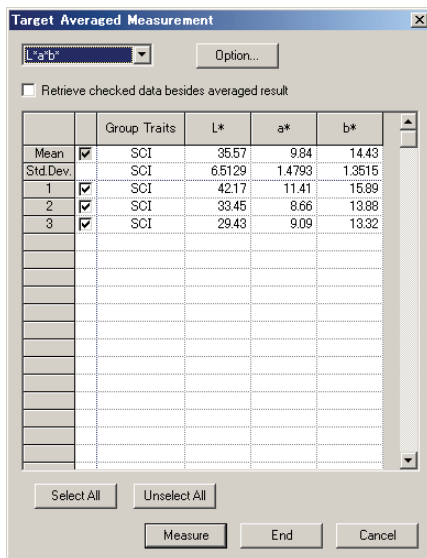 Target Averaged Measurement
L*a*b*
Option...
Retrieve checked data besides averaged result
Group Traits L* a* b*
Mean SCI 35.57 9.84 14.43
Std.Dev. SCI 6.5129 1.4793 1.3515
1 SCI 42.17 11.41 15.89
2 SCI 33.45 8.66 13.88
3 SCI 29.43 9.09 13.32
Select All Unselect All
Measure End Cancel